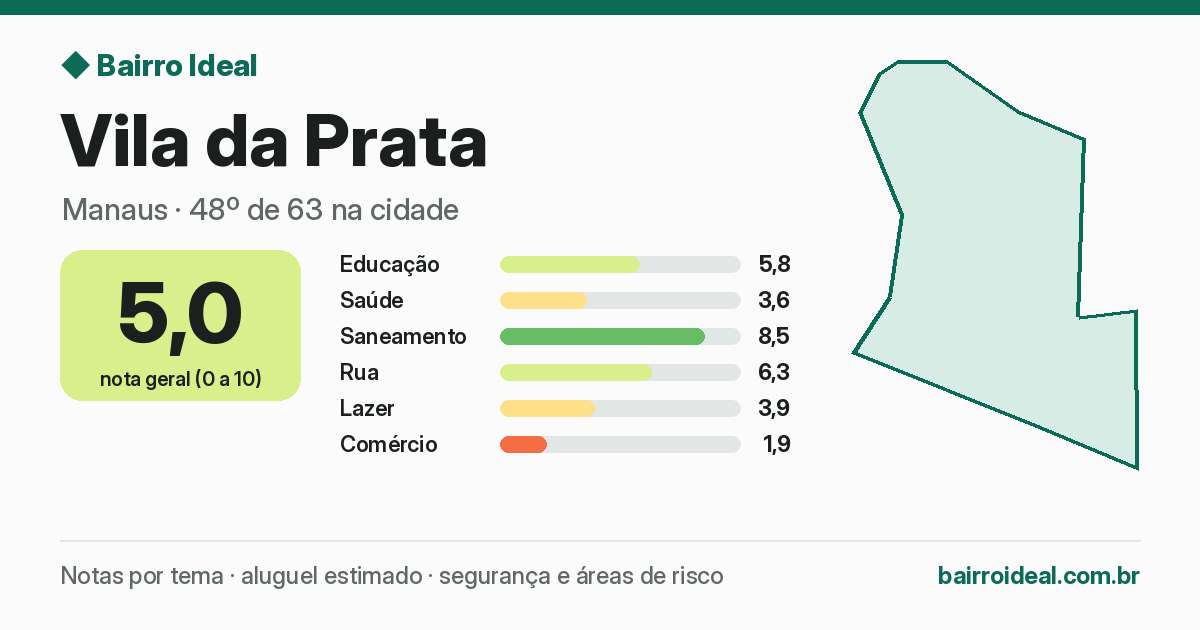 Bairro Ideal
Vila da Prata
Manaus · 48º de 63 na cidade
5,0
nota geral (0 a 10)
Educação 5,8
Saúde 3,6
Saneamento 8,5
Rua 6,3
Lazer 3,9
Comércio 1,9
Notas por tema · aluguel estimado · segurança e áreas de risco
bairroideal.com.br